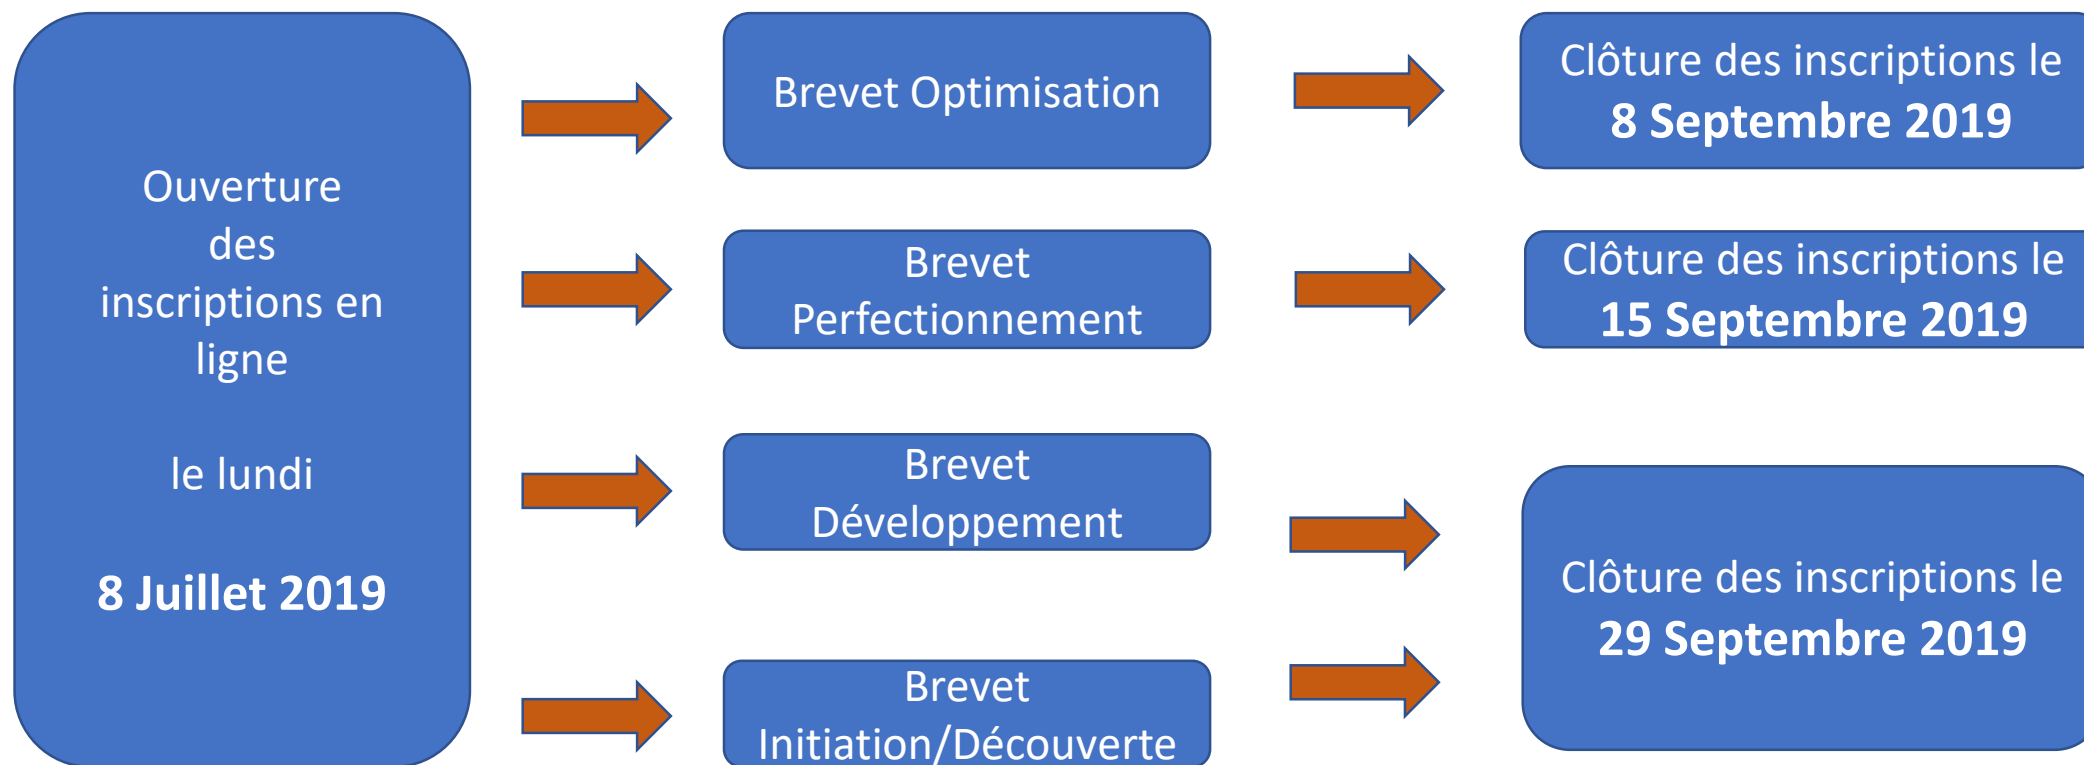 Ouverture
des
inscriptions en
ligne
le lundi
8 Juillet 2019
Brevet Optimisation
Clôture des inscriptions le
8 Septembre 2019
Brevet
Perfectionnement
Clôture des inscriptions le
15 Septembre 2019
Brevet
Développement
Brevet
Initiation/Découverte
Clôture des inscriptions le
29 Septembre 2019